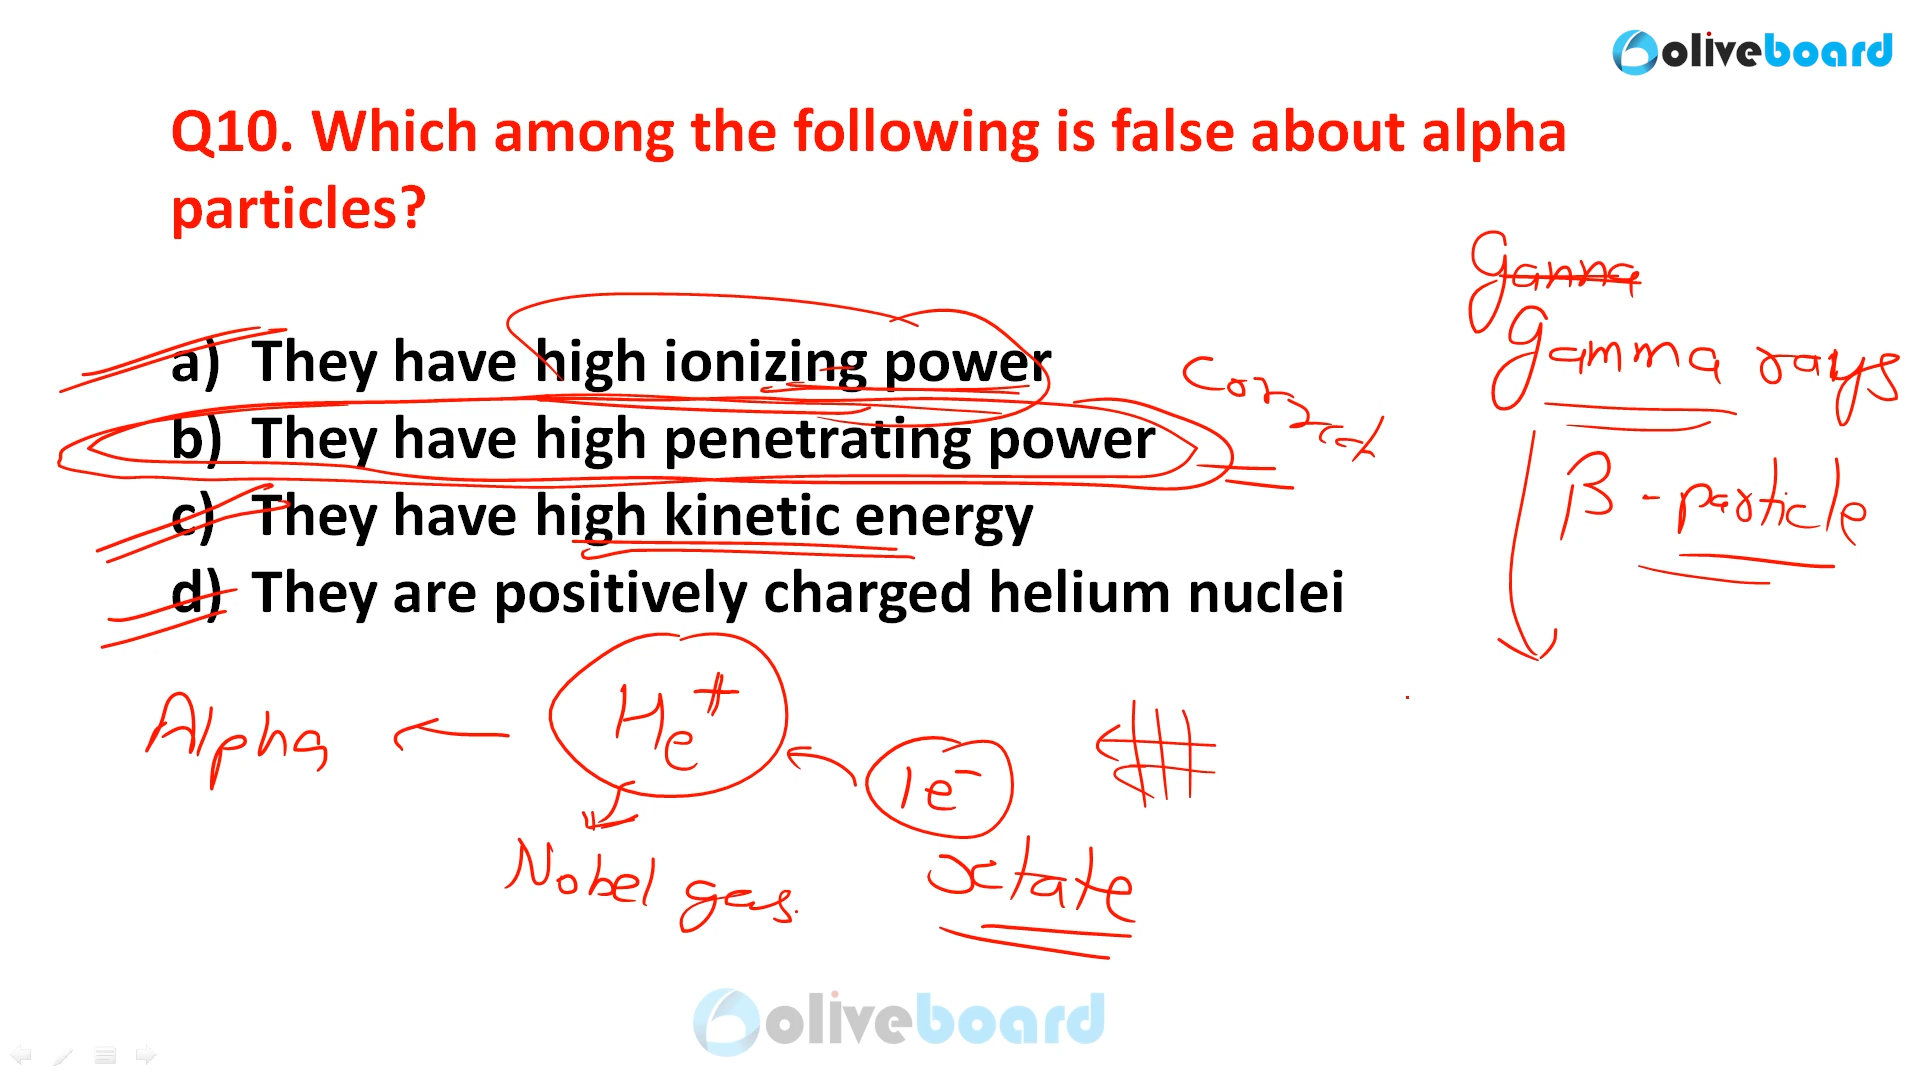 oliveboard
Q10. Which among the following is false about alpha
particles?
Ganna
Gamma rays
a) They have high ionizing power
Correct
b) They have high penetrating power
β - particle
c) They have high kinetic energy
d) They are positively charged helium nuclei
Alpha
He+
1e-
Nobel gas.
octate
oliveboard